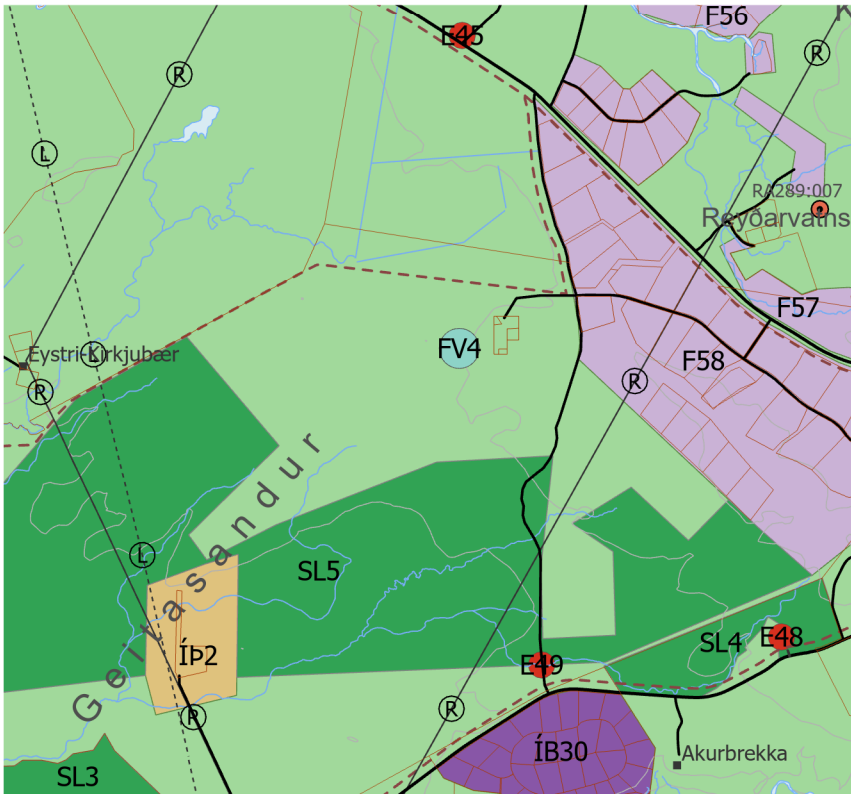 F56
K
E45
R
R
L
RA289:007
Reyðarvatns
F57
FV4
Eystri-Kirkjubær
L
F58
R
R
Geitasandur
L
SL5
ÍÞ2
E49
SL4
E48
R
R
ÍB30
Akurbrekka
SL3